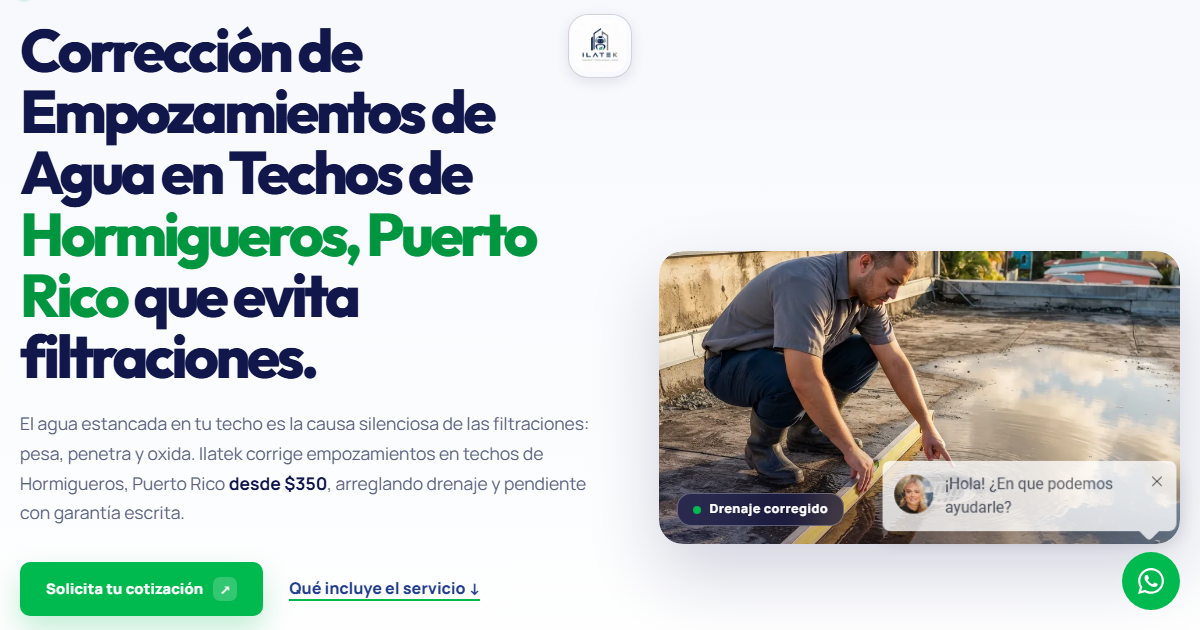 Corrección de
Empozamientos de
Agua en Techos de
Hormigueros, Puerto
Rico que evita
filtraciones.
ILATEK
El agua estancada en tu techo es la causa silenciosa de las filtraciones:
pesa, penetra y oxida. Ilatek corrige empozamientos en techos de
Hormigueros, Puerto Rico desde $350, arreglando drenaje y pendiente
con garantía escrita.
Solicita tu cotización ↗
Qué incluye el servicio ↓
Drenaje corregido
¡Hola! ¿En que podemos
ayudarle?